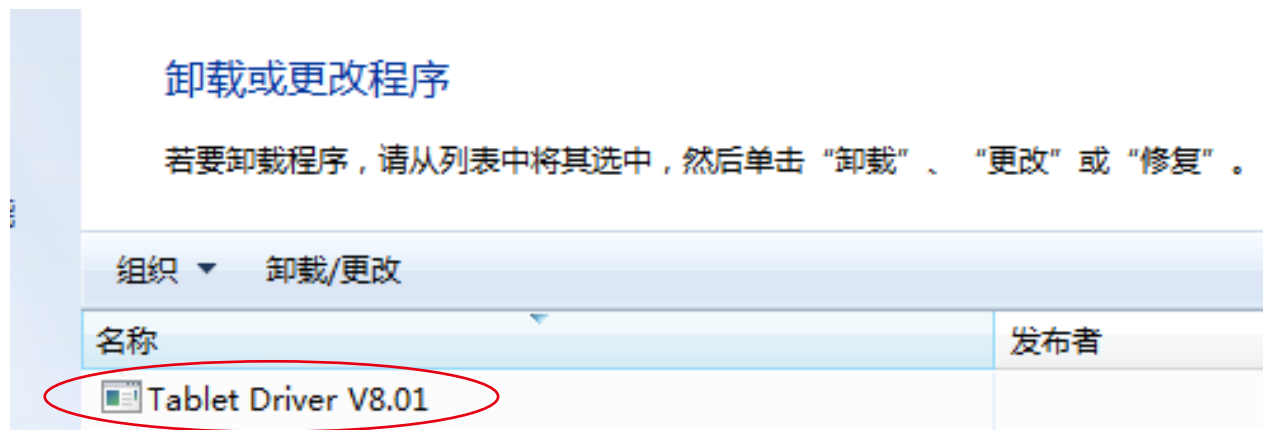 卸载或更改程序
若要卸载程序，请从列表中将其选中，然后单击“卸载”、“更改”或“修复”。
组织 卸载/更改
名称 发布者
Tablet Driver V8.01